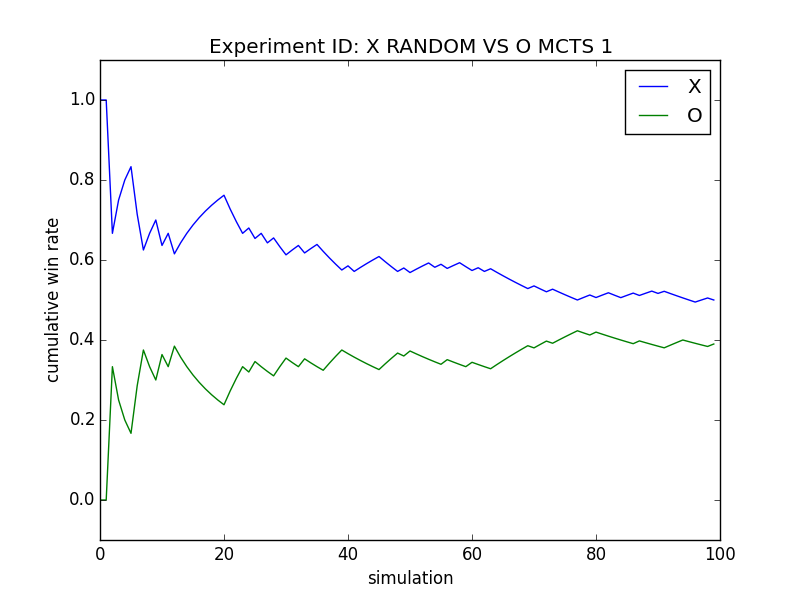 Experiment ID: X RANDOM VS O MCTS 1
X
O
1.0
0.8
0.6
0.4
0.2
0.0
cumulative win rate
0 20 40 60 80 100
simulation